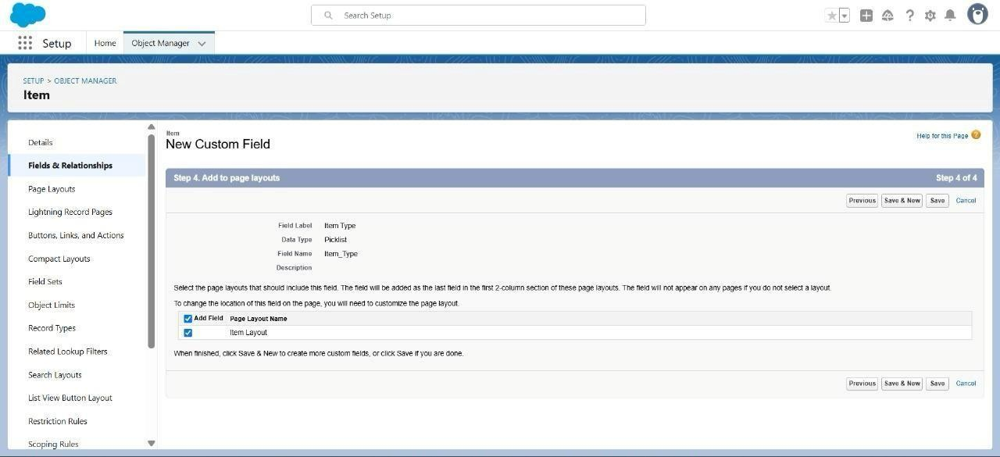 Search Setup
Setup
Home
Object Manager
SETUP > OBJECT MANAGER
Item
Details
Fields & Relationships
Page Layouts
Lightning Record Pages
Buttons, Links, and Actions
Compact Layouts
Field Sets
Object Limits
Record Types
Related Lookup Filters
Search Layouts
List View Button Layout
Restriction Rules
Scoping Rules
Item
New Custom Field
Help for this Page ?
Step 4. Add to page layouts Step 4 of 4
Previous Save & New Save Cancel
Field Label Item Type
Data Type Picklist
Field Name Item_Type
Description
Select the page layouts that should include this field. The field will be added as the last field in the first 2-column section of these page layouts. The field will not appear on any pages if you do not select a layout.
To change the location of this field on the page, you will need to customize the page layout.
Add Field Page Layout Name
Item Layout
When finished, click Save & New to create more custom fields, or click Save if you are done.
Previous Save & New Save Cancel